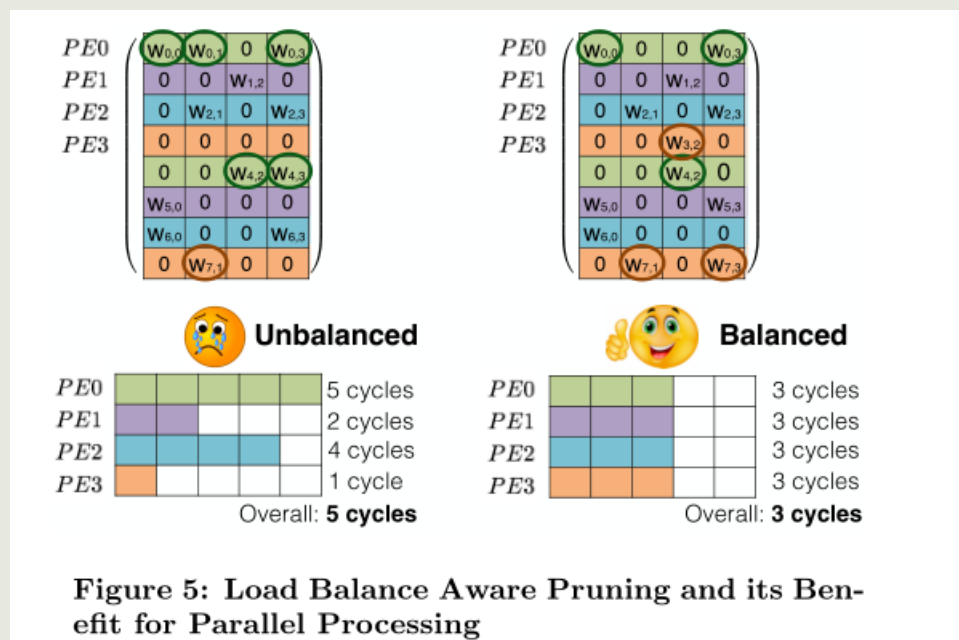 PE0 W0,0 W0,1 0 W0,3
PE1 0 0 W1,2 0
PE2 0 W2,1 0 W2,3
PE3 0 0 0 0
0 0 W4,2 W4,3
W5,0 0 0 0
W6,0 0 0 W6,3
0 W7,1 0 0
PE0 W0,0 0 0 W0,3
PE1 0 0 W1,2 0
PE2 0 W2,1 0 W2,3
PE3 0 0 W3,2 0
0 0 W4,2 0
W5,0 0 0 W5,3
W6,0 0 0 0
0 W7,1 0 W7,3
Unbalanced
PE0 5 cycles
PE1 2 cycles
PE2 4 cycles
PE3 1 cycle
Overall: 5 cycles
Balanced
PE0 3 cycles
PE1 3 cycles
PE2 3 cycles
PE3 3 cycles
Overall: 3 cycles
Figure 5: Load Balance Aware Pruning and its Ben-
efit for Parallel Processing